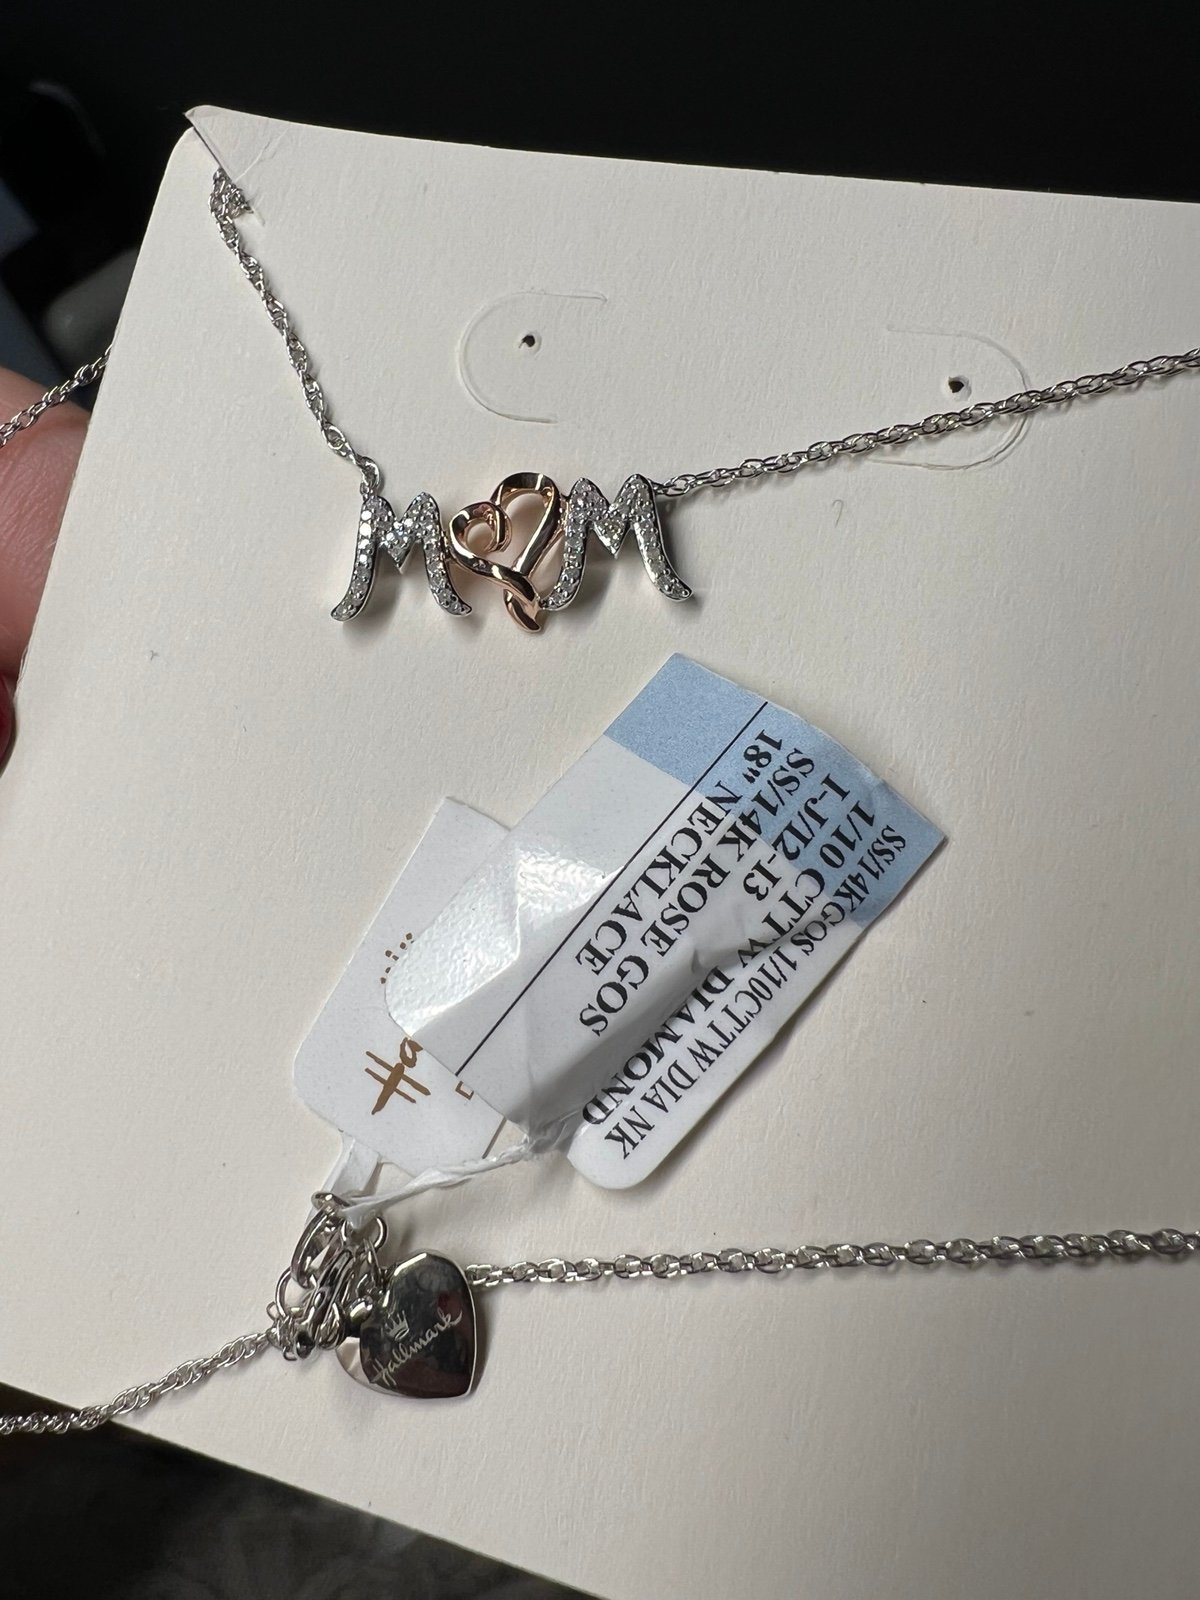 M M
SS/14KGOS 1/10CTTW DIA NK
1/10 CTTW DIAMOND
I-J/I2-I3
SS/14K ROSE GOS
18" NECKLACE
Ha
Hallmark